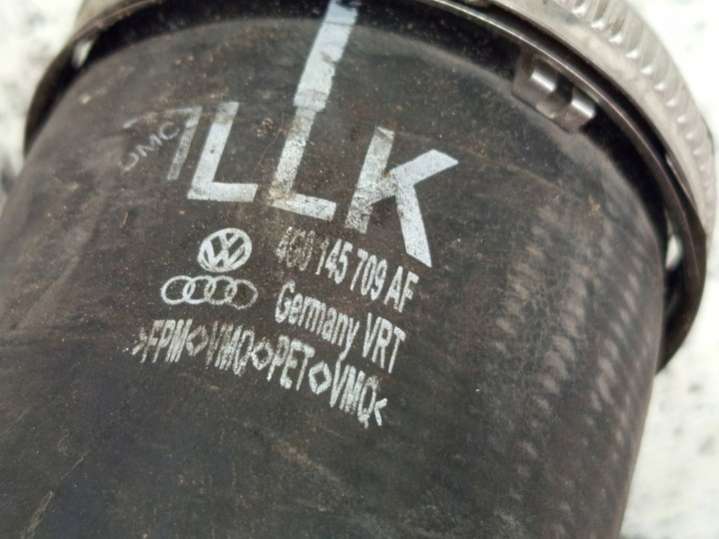 LLK
4G0 145 709 AF
Germany VRT
>FPM◇VMQ◇PET◇VMQ<